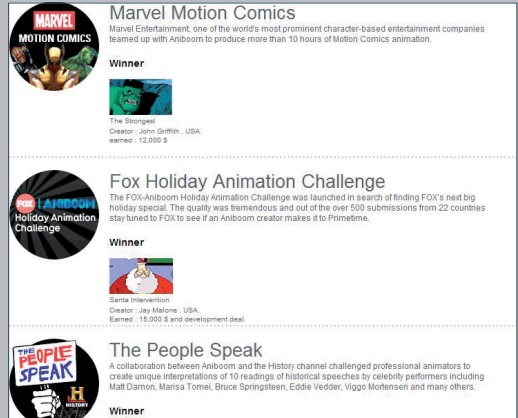 MARVEL
MOTION COMICS
Marvel Motion Comics
Marvel Entertainment, one of the world's most prominent character-based entertainment companies
teamed up with Aniboom to produce more than 10 hours of Motion Comics animation.
Winner
The Strongest
Creator : John Griffith , USA.
earned : 12,000 $
FOX ANIBOOM
Holiday Animation
Challenge
Fox Holiday Animation Challenge
The FOX-Aniboom Holiday Animation Challenge was launched in search of finding FOX's next big
holiday special. The quality was tremendous and out of the over 500 submissions from 22 countries
stay tuned to FOX to see if an Aniboom creator makes it to Primetime.
Winner
Santa Intervention
Creator : Jay Malone , USA.
Earned : 15,000 $ and development deal.
THE
PEOPLE
SPEAK
H
HISTORY
The People Speak
A collaboration between Aniboom and the History channel challenged professional animators to
create unique interpretations of 10 readings of historical speeches by celebrity performers including
Matt Damon, Marisa Tomei, Bruce Springsteen, Eddie Vedder, Viggo Mortensen and many others.
Winner